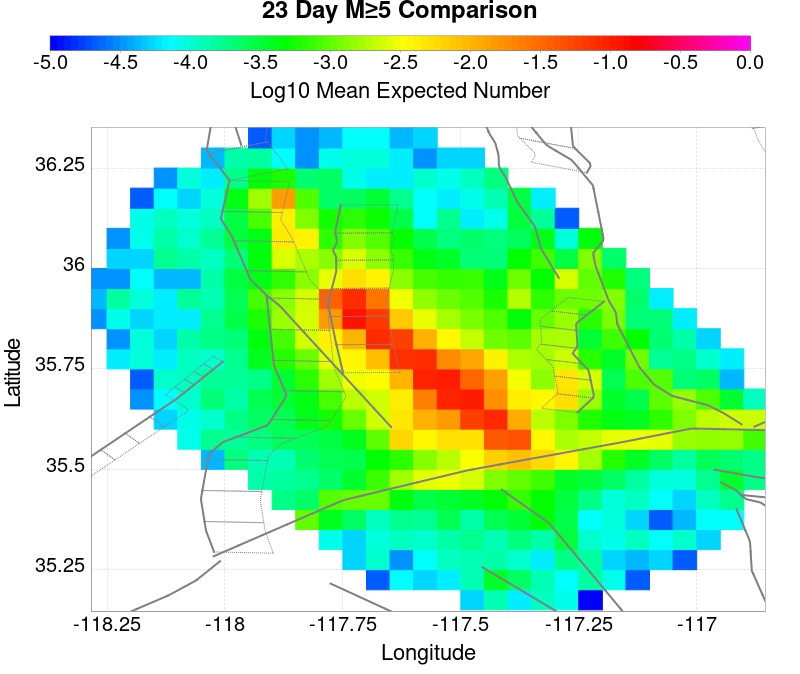 23 Day M≥5 Comparison
-5.0 -4.5 -4.0 -3.5 -3.0 -2.5 -2.0 -1.5 -1.0 -0.5 0.0
Log10 Mean Expected Number
36.25
36
35.75
35.5
35.25
Latitude
-118.25 -118 -117.75 -117.5 -117.25 -117
Longitude